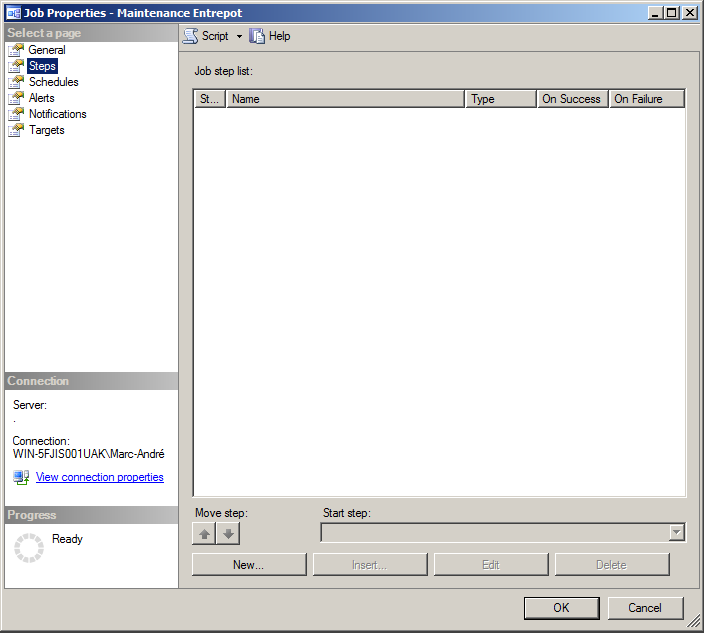 Job Properties - Maintenance Entrepot
Select a page
General
Steps
Schedules
Alerts
Notifications
Targets
Script
Help
Job step list:
St... Name Type On Success On Failure
Move step:
Start step:
New... Insert... Edit Delete
Connection
Server:
.
Connection:
WIN-5FJIS001UAK\Marc-André
View connection properties
Progress
Ready
OK Cancel